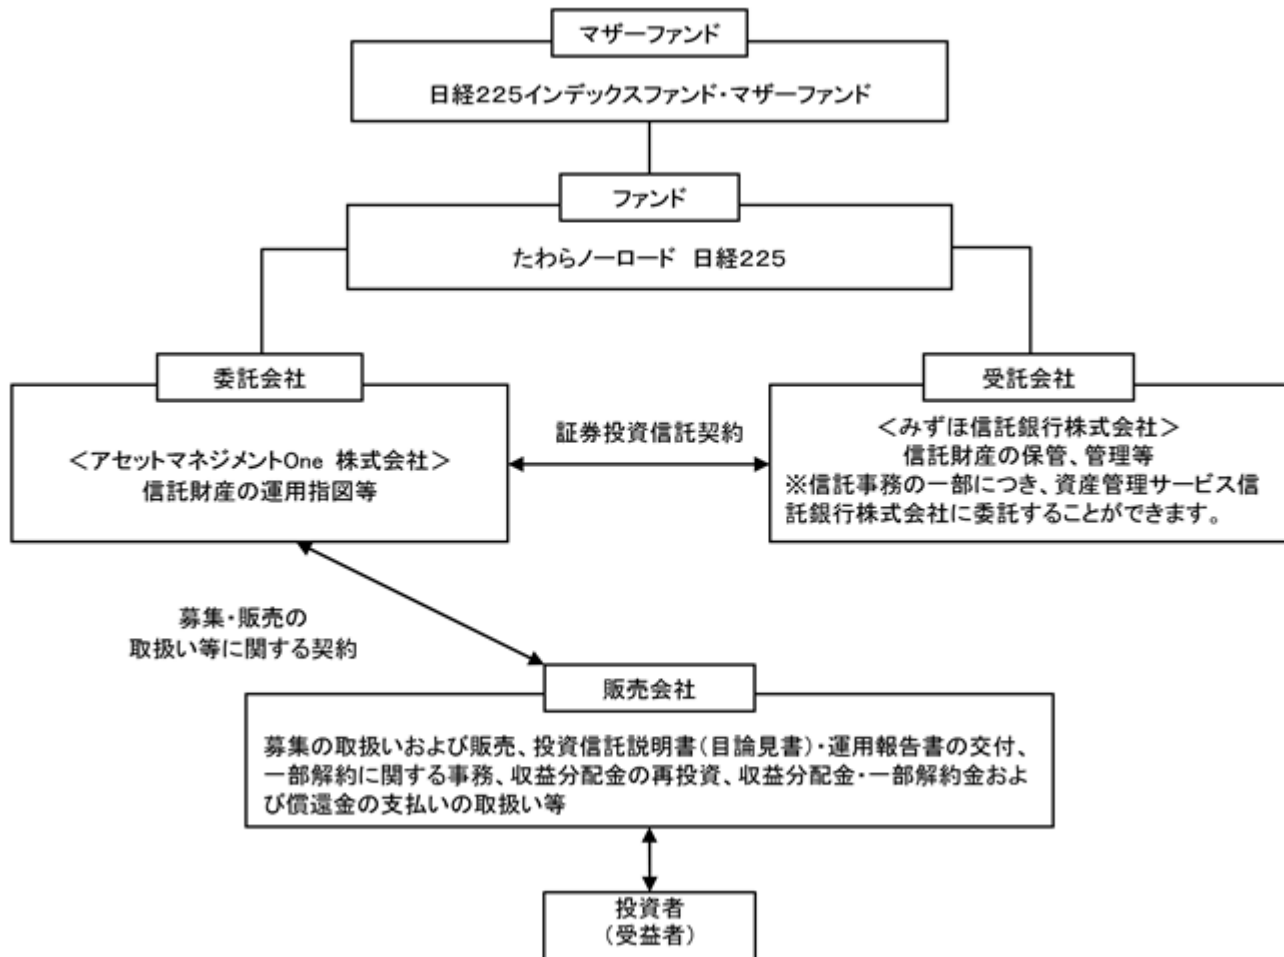 マザーファンド
日経225インデックスファンド・マザーファンド
ファンド
たわらノーロード 日経225
委託会社
<アセットマネジメントOne 株式会社>
信託財産の運用指図等
証券投資信託契約
受託会社
<みずほ信託銀行株式会社>
信託財産の保管、管理等
※信託事務の一部につき、資産管理サービス信
託銀行株式会社に委託することができます。
募集・販売の
取扱い等に関する契約
販売会社
募集の取扱いおよび販売、投資信託説明書(目論見書)・運用報告書の交付、
一部解約に関する事務、収益分配金の再投資、収益分配金・一部解約金およ
び償還金の支払いの取扱い等
投資者
(受益者)